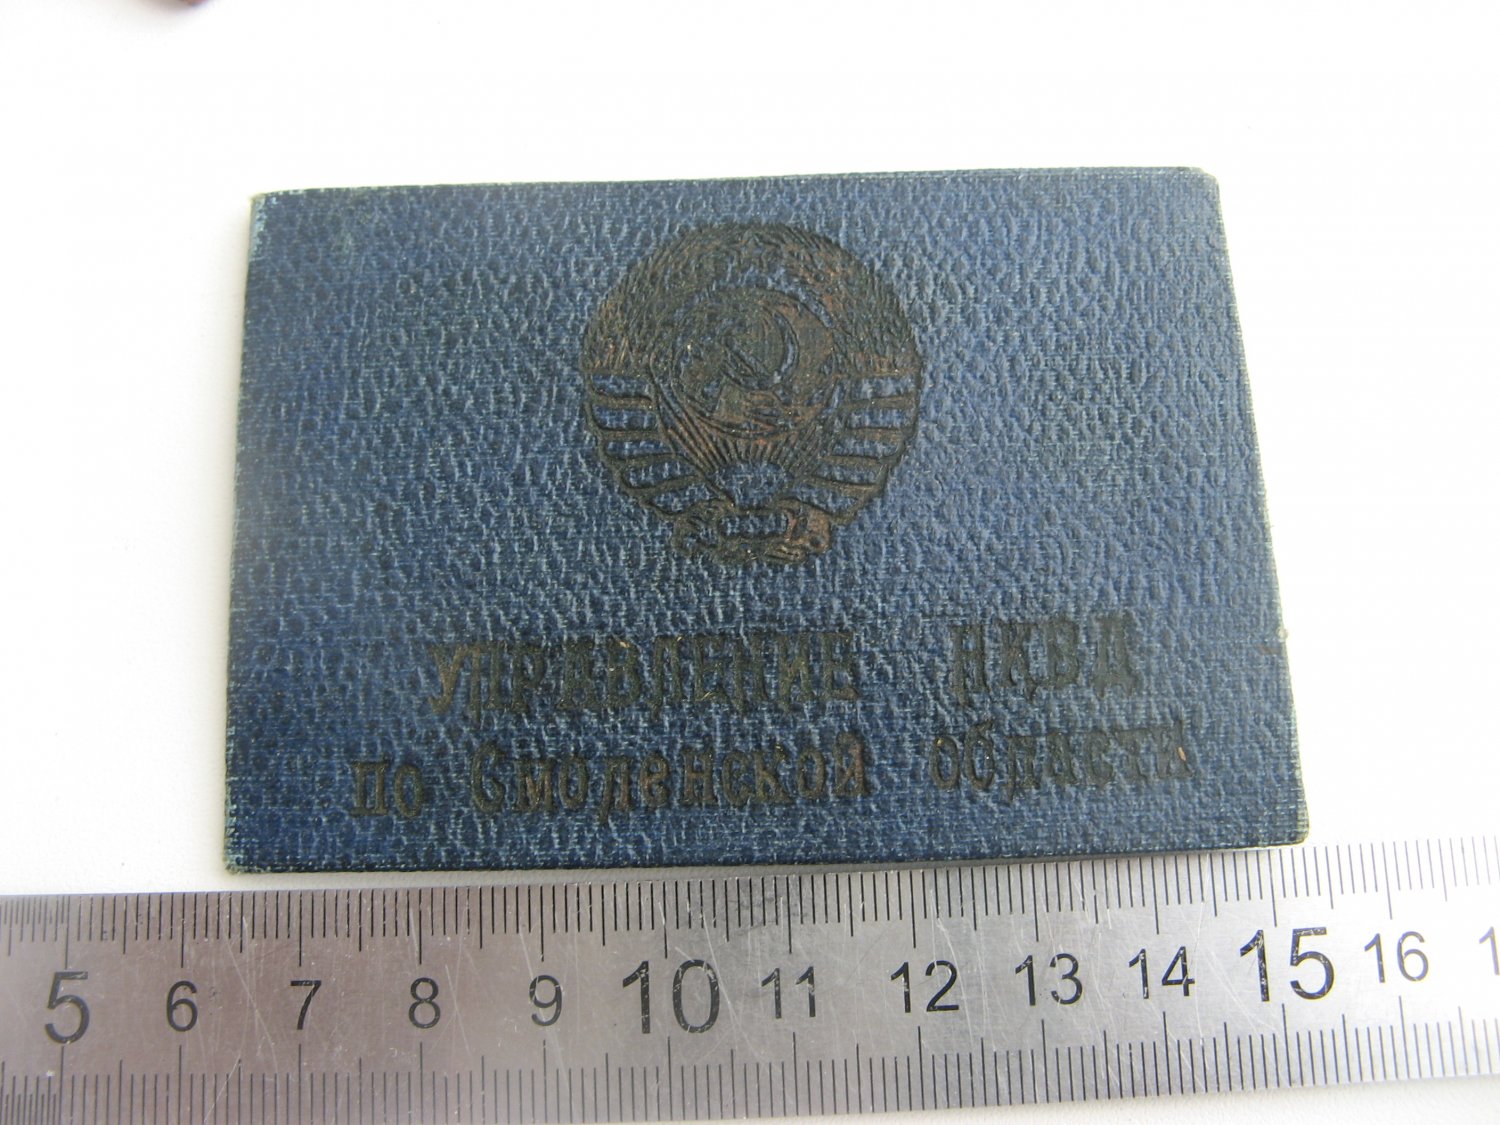 УПРАВЛЕНИЕ НКВД
по Смоленской области
5 6 7 8 9 10 11 12 13 14 15 16